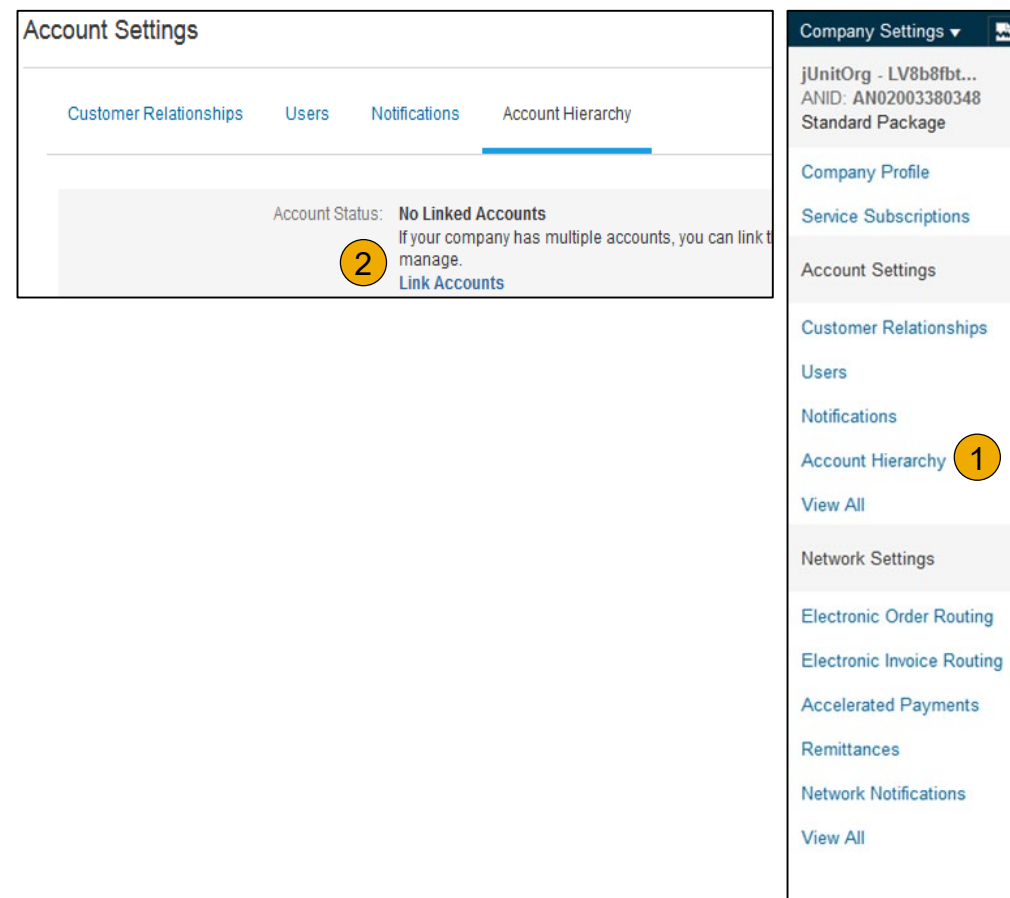 Account Settings
Customer Relationships Users Notifications Account Hierarchy
Account Status: No Linked Accounts
If your company has multiple accounts, you can link t
manage.
2
Link Accounts
Company Settings ▾
jUnitOrg - LV8b8fbt...
ANID: AN02003380348
Standard Package
Company Profile
Service Subscriptions
Account Settings
Customer Relationships
Users
Notifications
Account Hierarchy 1
View All
Network Settings
Electronic Order Routing
Electronic Invoice Routing
Accelerated Payments
Remittances
Network Notifications
View All